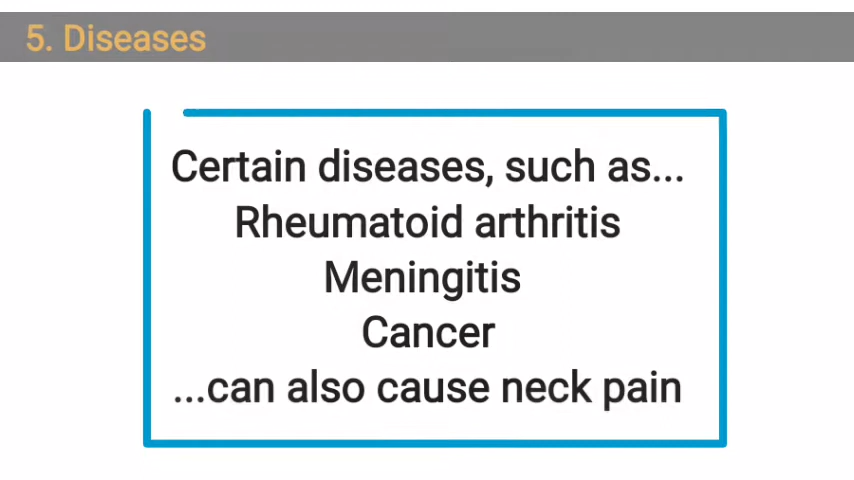 5. Diseases
Certain diseases, such as...
Rheumatoid arthritis
Meningitis
Cancer
...can also cause neck pain